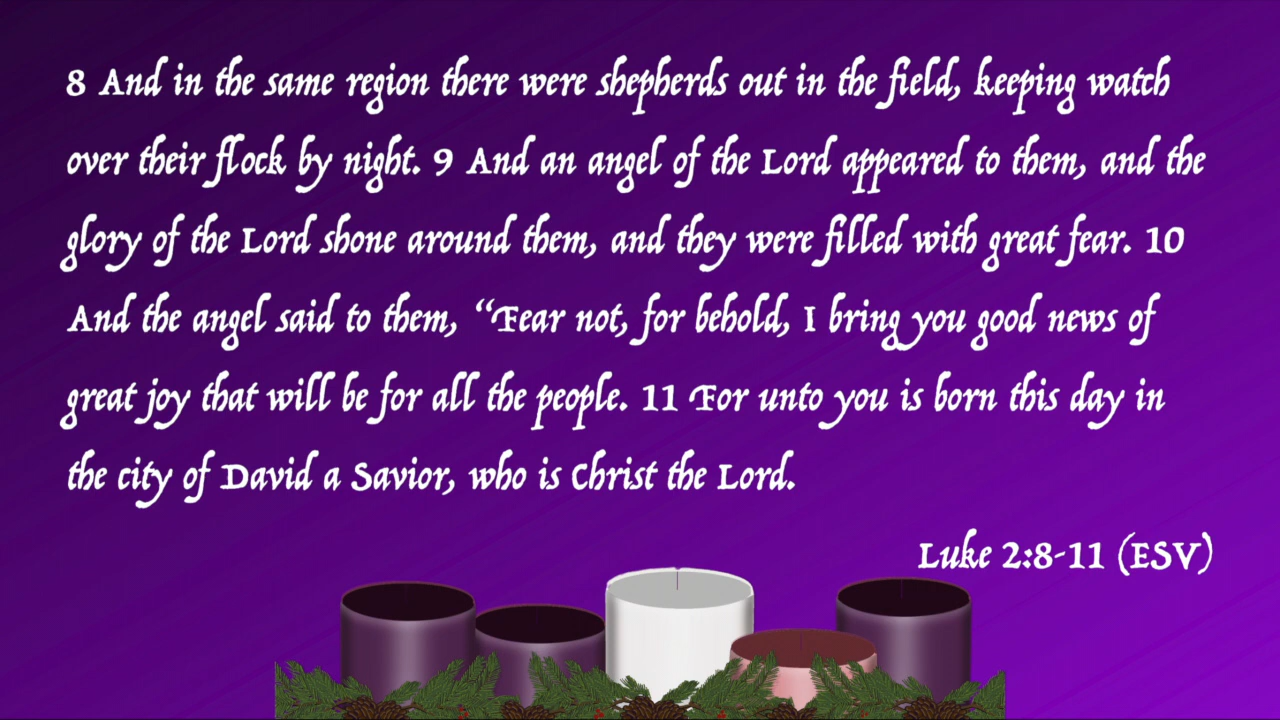 8 And in the same region there were shepherds out in the field, keeping watch
over their flock by night. 9 And an angel of the Lord appeared to them, and the
glory of the Lord shone around them, and they were filled with great fear. 10
And the angel said to them, “Fear not, for behold, I bring you good news of
great joy that will be for all the people. 11 For unto you is born this day in
the city of David a Savior, who is Christ the Lord.
Luke 2:8-11 (ESV)